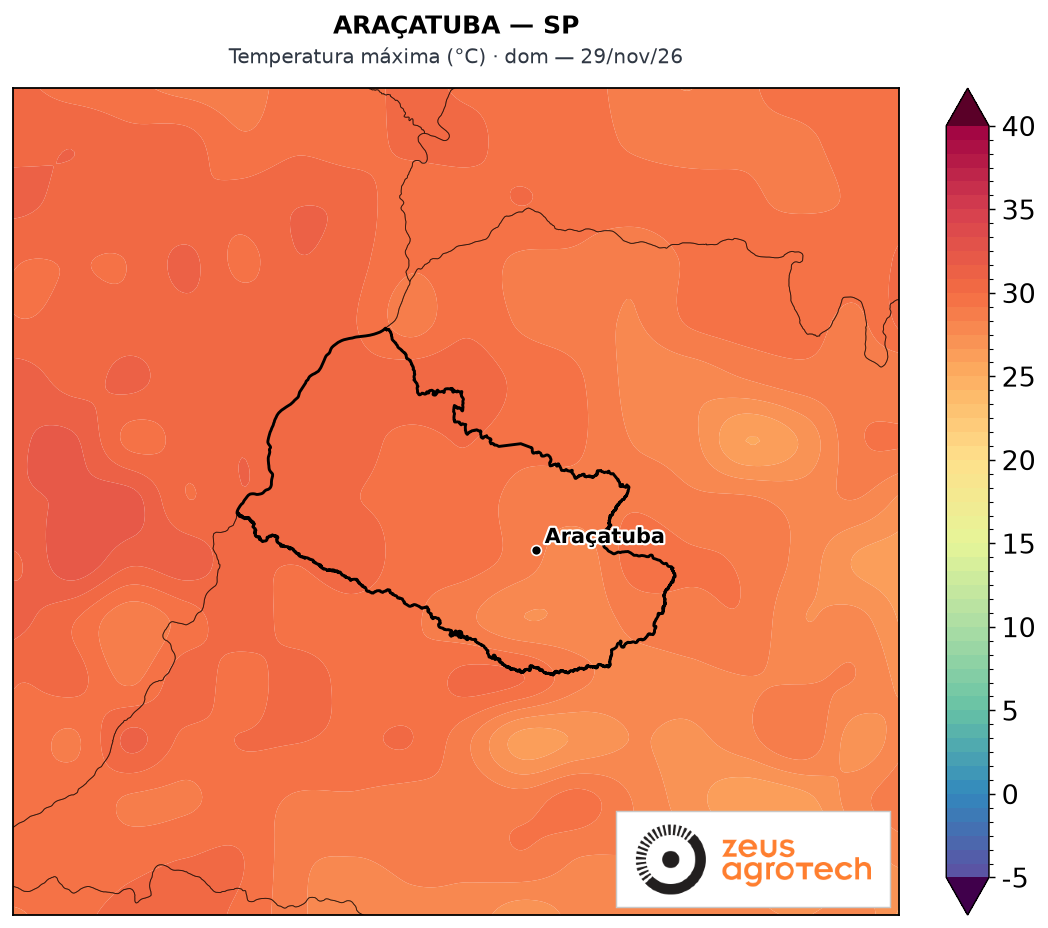 ARAÇATUBA — SP
Temperatura máxima (°C) · dom — 29/nov/26
40
35
30
25
20
15
10
5
0
-5
Araçatuba
zeus
agrotech